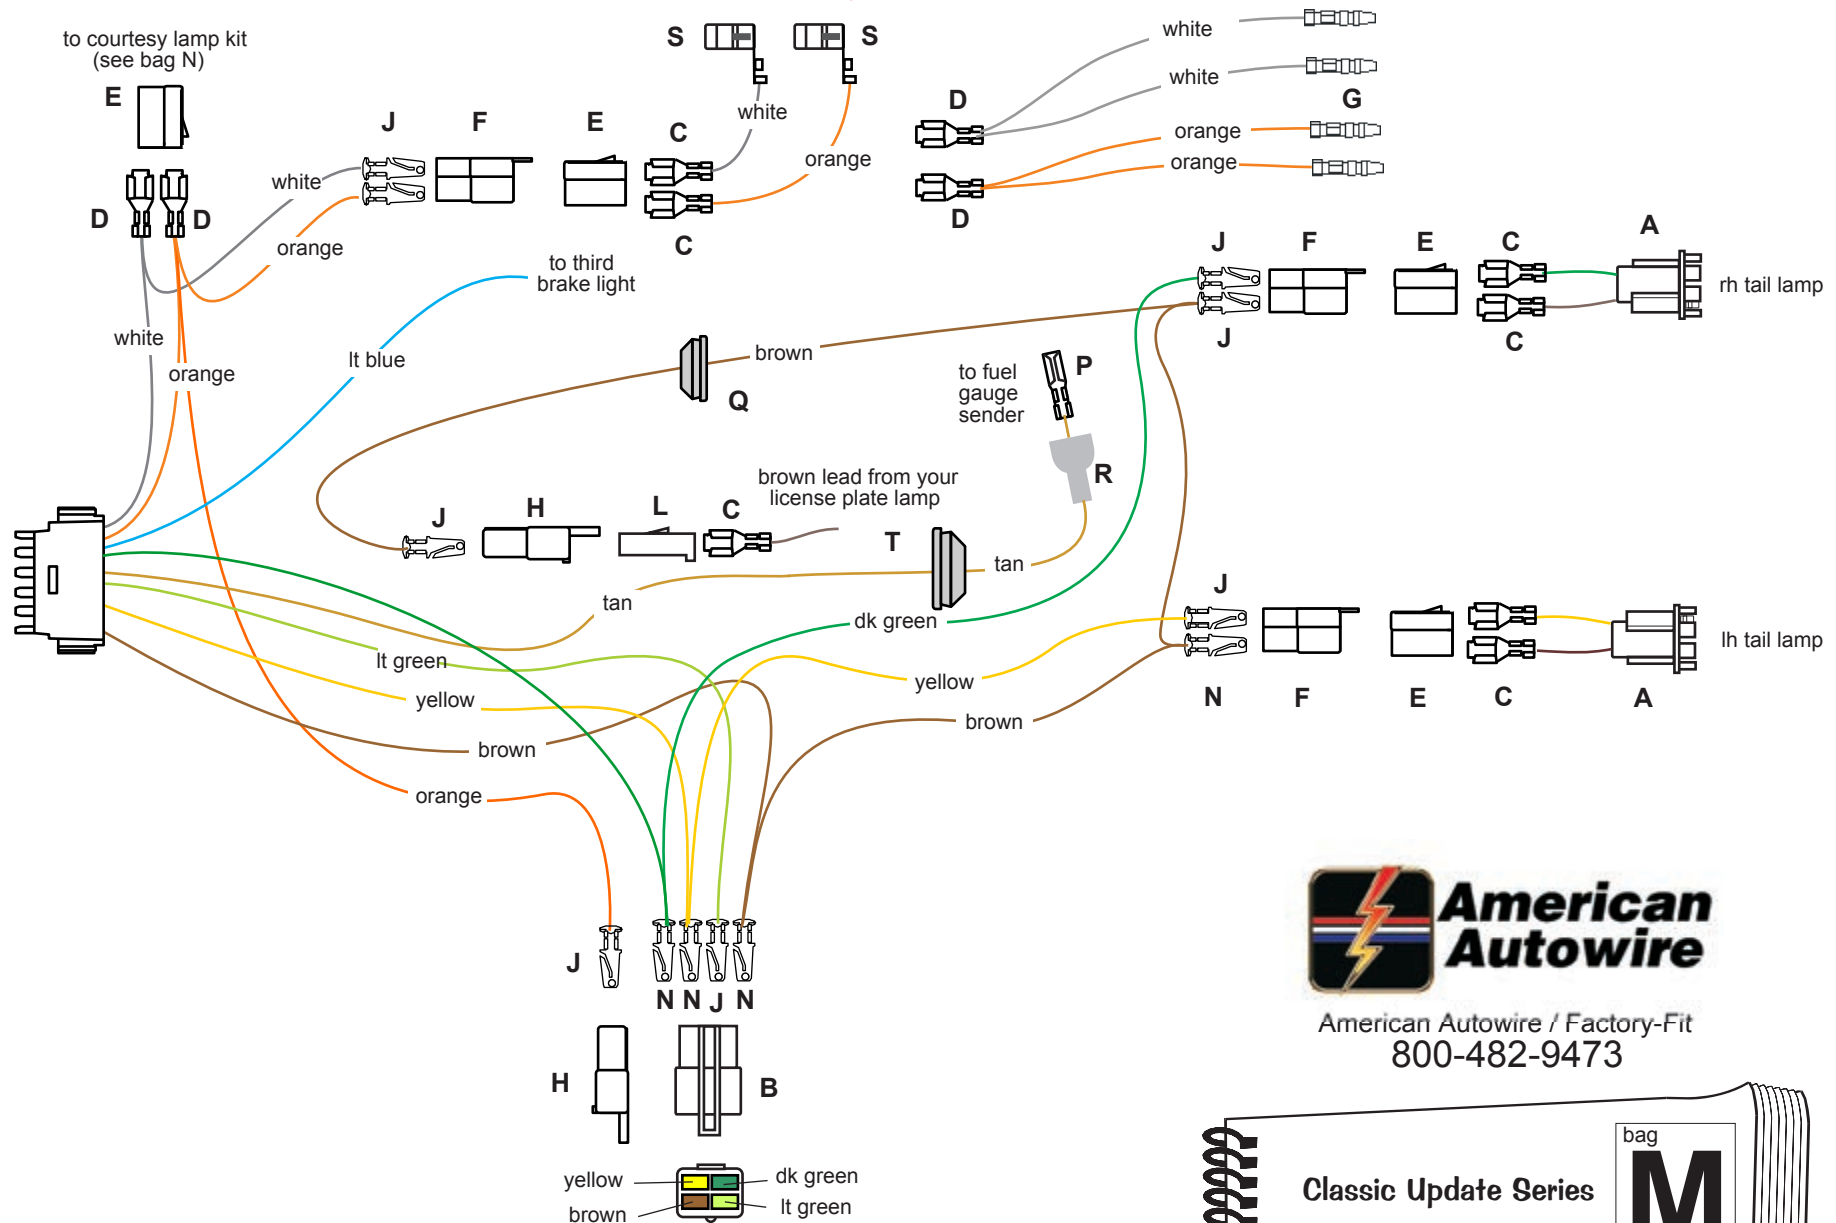 to courtesy lamp kit
(see bag N)
E
D
D
white
orange
white
orange
J
F
E
C
C
S
S
white
orange
white
white
orange
orange
D
D
G
to third
brake light
lt blue
Q
brown
J
J
F
E
C
C
A
rh tail lamp
to fuel
gauge
sender
P
R
brown lead from your
license plate lamp
J
H
L
C
T
tan
tan
dk green
lt green
yellow
yellow
brown
brown
J
N
F
E
C
A
lh tail lamp
orange
J
N N J N
H
B
yellow
dk green
brown
lt green
American
Autowire
American Autowire / Factory-Fit
800-482-9473
bag
M
Classic Update Series